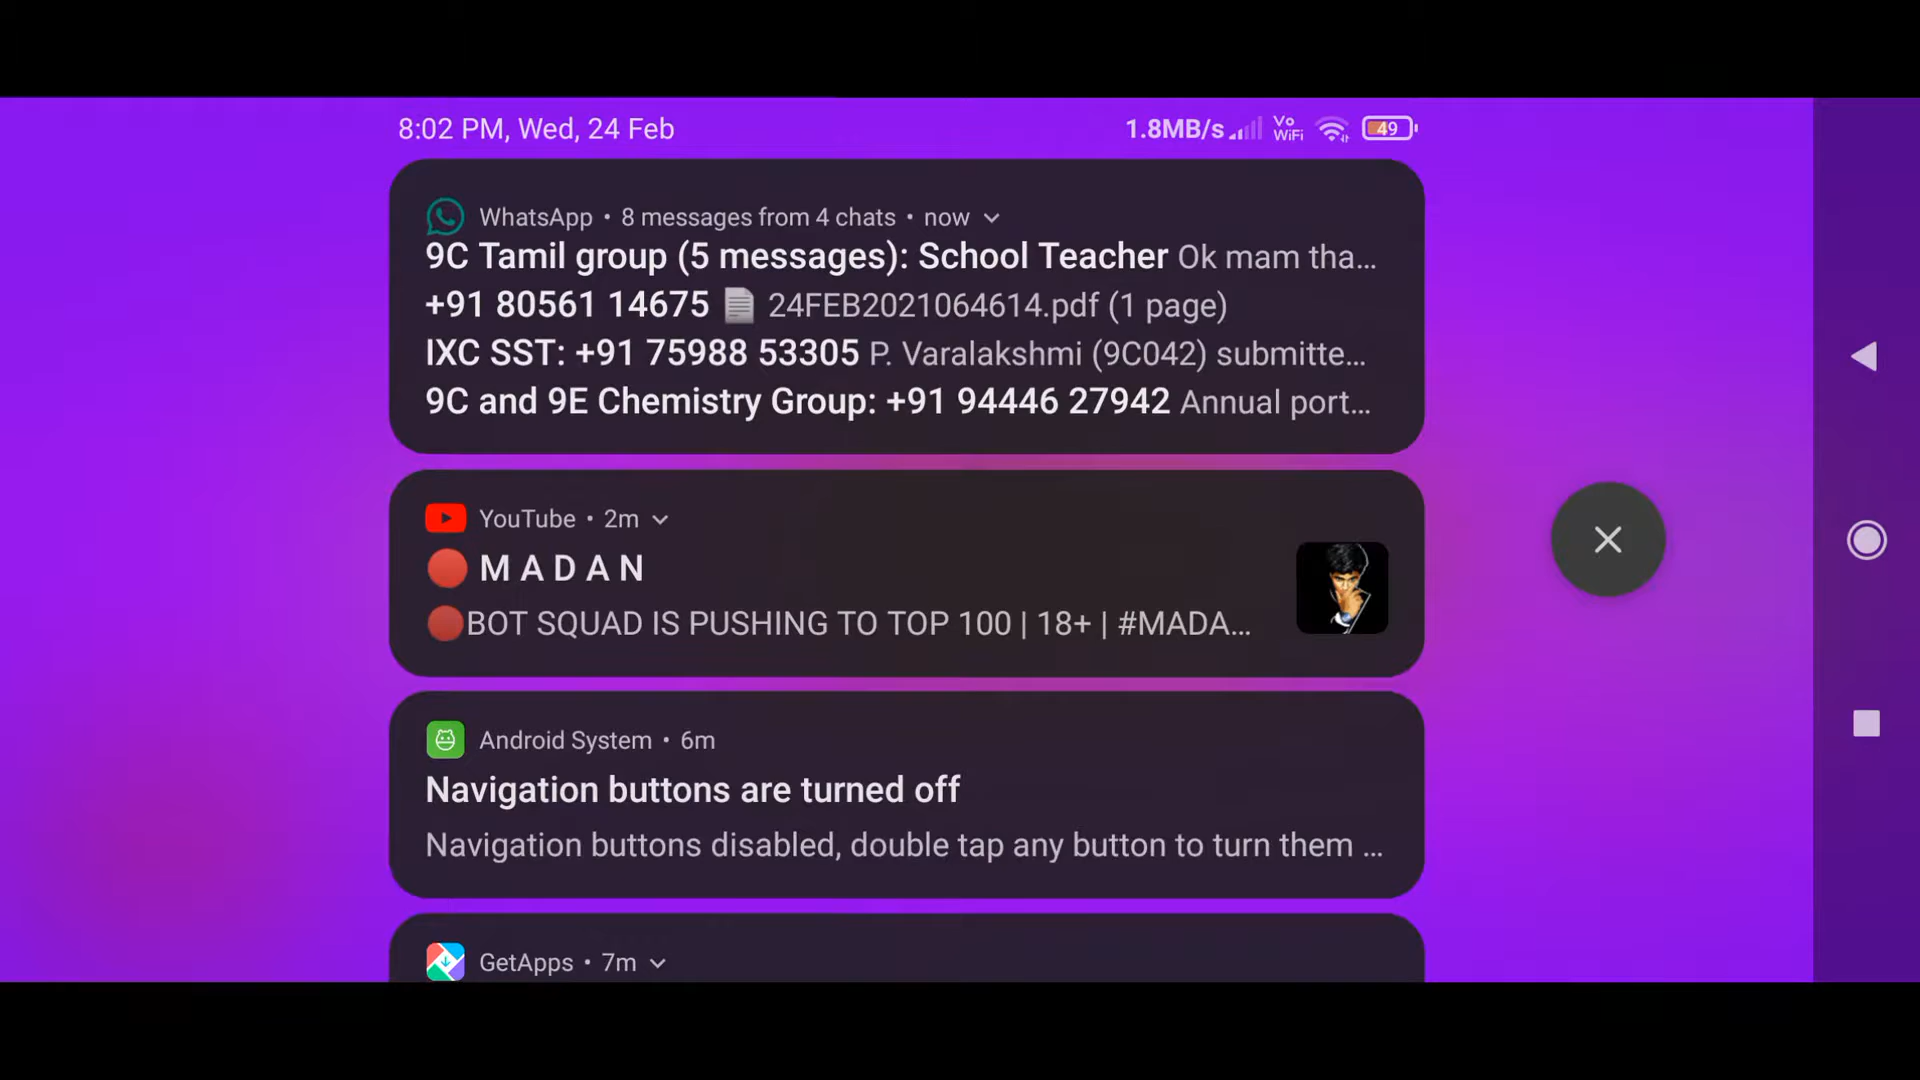 8:02 PM, Wed, 24 Feb
1.8MB/s Vo WiFi 49
WhatsApp • 8 messages from 4 chats • now
9C Tamil group (5 messages): School Teacher Ok mam tha...
+91 80561 14675 24FEB2021064614.pdf (1 page)
IXC SST: +91 75988 53305 P. Varalakshmi (9C042) submitte...
9C and 9E Chemistry Group: +91 94446 27942 Annual port...
YouTube • 2m
M A D A N
BOT SQUAD IS PUSHING TO TOP 100 | 18+ | #MADA...
Android System • 6m
Navigation buttons are turned off
Navigation buttons disabled, double tap any button to turn them ...
GetApps • 7m